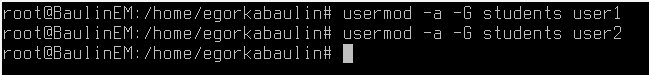 root@BaulinEM:/home/egorkabaulin# usermod -a -G students user1
root@BaulinEM:/home/egorkabaulin# usermod -a -G students user2
root@BaulinEM:/home/egorkabaulin#